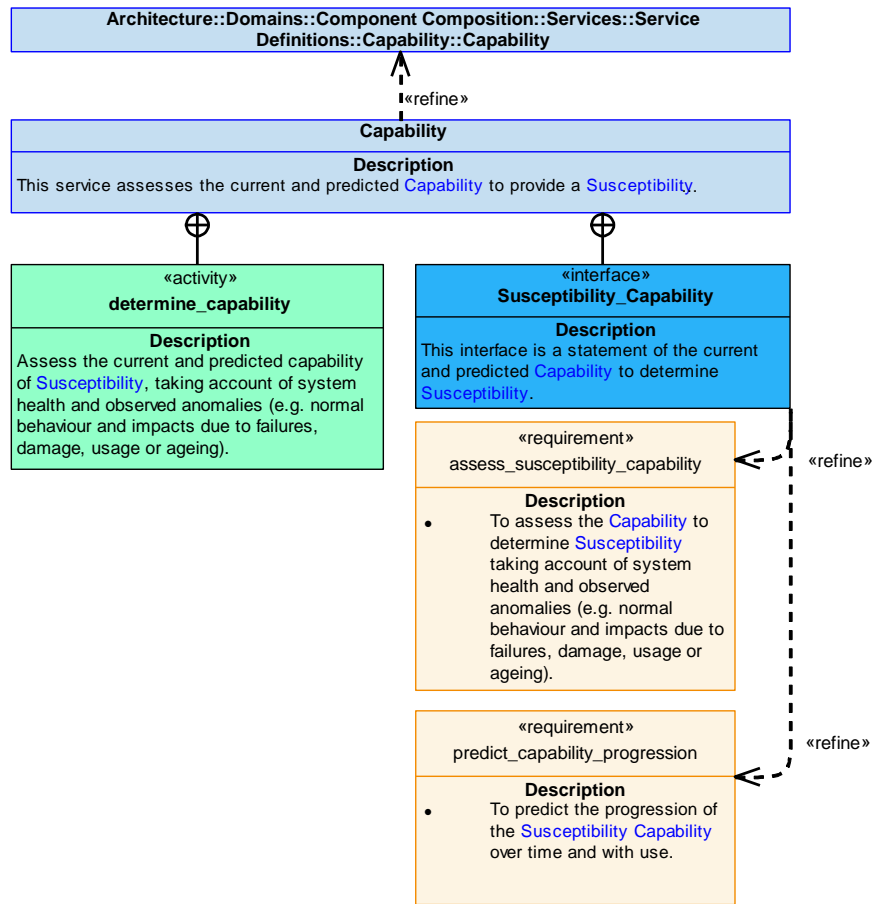 Architecture::Domains::Component Composition::Services::Service
Definitions::Capability::Capability
«refine»
Capability
Description
This service assesses the current and predicted Capability to provide a Susceptibility.
«activity»
determine_capability
Description
Assess the current and predicted capability
of Susceptibility, taking account of system
health and observed anomalies (e.g. normal
behaviour and impacts due to failures,
damage, usage or ageing).
«interface»
Susceptibility_Capability
Description
This interface is a statement of the current
and predicted Capability to determine
Susceptibility.
«requirement»
assess_susceptibility_capability
«refine»
Description
• To assess the Capability to
determine Susceptibility
taking account of system
health and observed
anomalies (e.g. normal
behaviour and impacts due to
failures, damage, usage or
ageing).
«requirement»
predict_capability_progression
«refine»
Description
• To predict the progression of
the Susceptibility Capability
over time and with use.